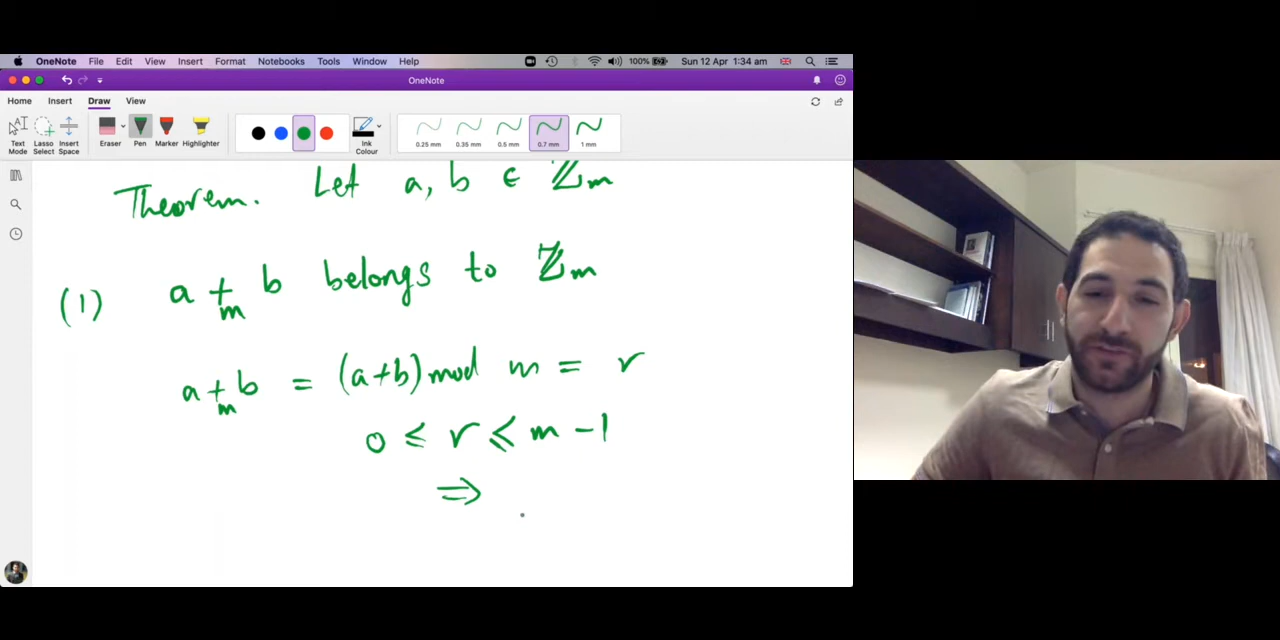 OneNote File Edit View Insert Format Notebooks Tools Window Help 100% Sun 12 Apr 1:34 am
OneNote
Home Insert Draw View
Text Mode Lasso Select Insert Space Eraser Pen Marker Highlighter Ink Colour 0.25 mm 0.35 mm 0.5 mm 0.7 mm 1 mm
Theorem. Let a, b ∈ ℤₘ
(1) a +ₘ b belongs to ℤₘ
a +ₘ b = (a+b) mod m = r
0 ≤ r ≤ m - 1
⇒